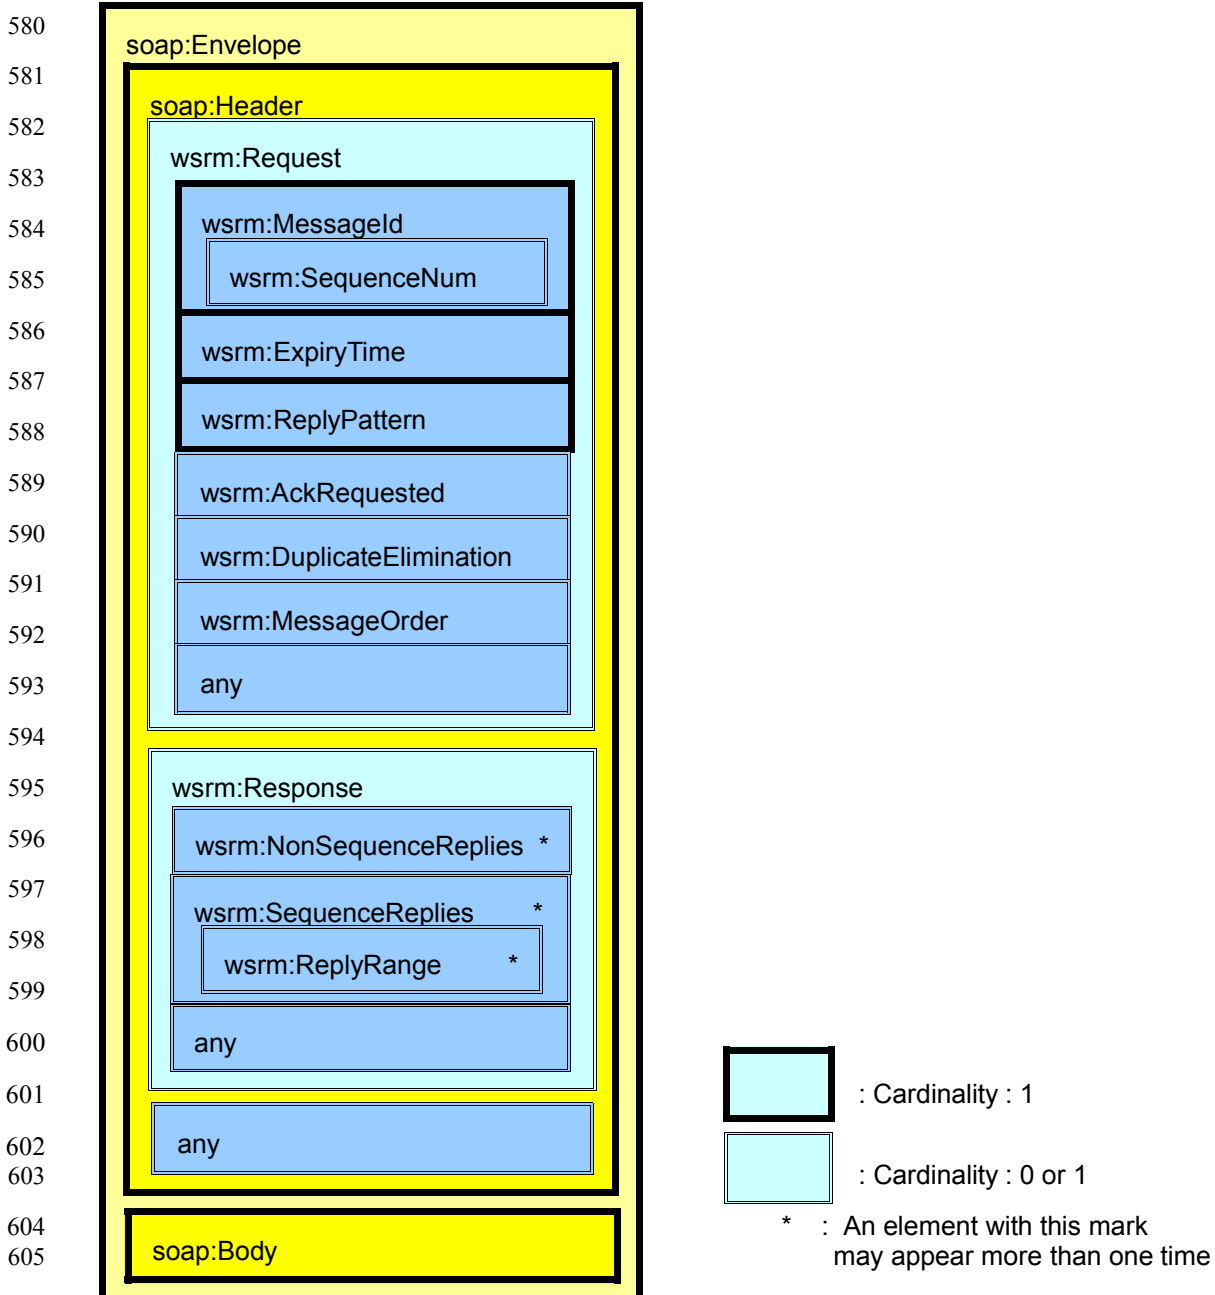 580
soap:Envelope
581
soap:Header
582
wsrm:Request
583
wsrm:MessageId
584
wsrm:SequenceNum
585
586
wsrm:ExpiryTime
587
wsrm:ReplyPattern
588
589
wsrm:AckRequested
590
wsrm:DuplicateElimination
591
wsrm:MessageOrder
592
593
any
594
595
wsrm:Response
596
wsrm:NonSequenceReplies *
597
wsrm:SequenceReplies *
598
wsrm:ReplyRange *
599
600
any
601
: Cardinality : 1
602
any
603
: Cardinality : 0 or 1
604
* : An element with this mark
605
soap:Body
may appear more than one time